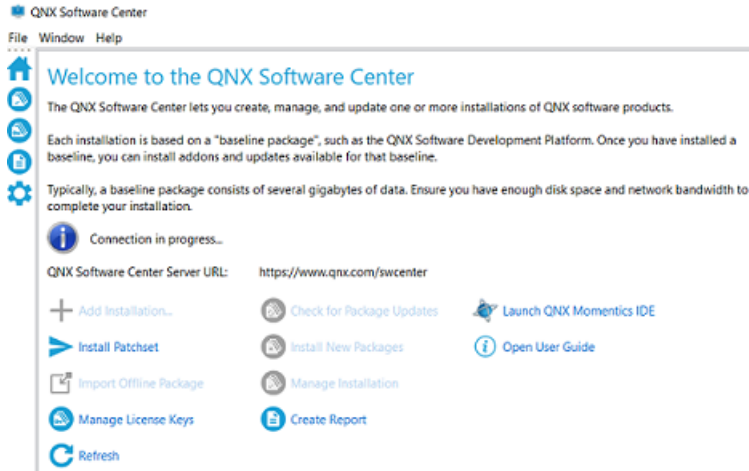 QNX Software Center
File Window Help
Welcome to the QNX Software Center
The QNX Software Center lets you create, manage, and update one or more installations of QNX software products.
Each installation is based on a "baseline package", such as the QNX Software Development Platform. Once you have installed a
baseline, you can install addons and updates available for that baseline.
Typically, a baseline package consists of several gigabytes of data. Ensure you have enough disk space and network bandwidth to
complete your installation.
Connection in progress...
QNX Software Center Server URL: https://www.qnx.com/swcenter
Add Installation... Check for Package Updates Launch QNX Momentics IDE
Install Patchset Install New Packages Open User Guide
Import Offline Package Manage Installation
Manage License Keys Create Report
Refresh